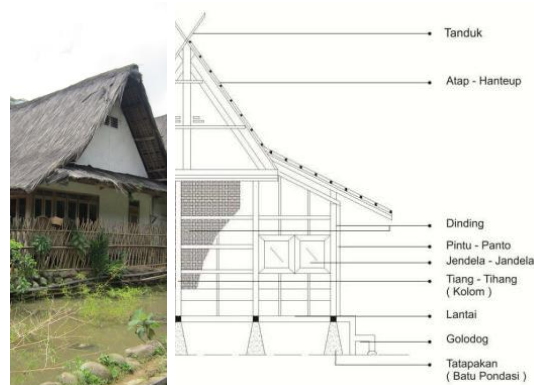 Tanduk
Atap - Hanteup
Dinding
Pintu - Panto
Jendela - Jandela
Tiang - Tihang
( Kolom )
Lantai
Golodog
Tatapakan
( Batu Pondasi )